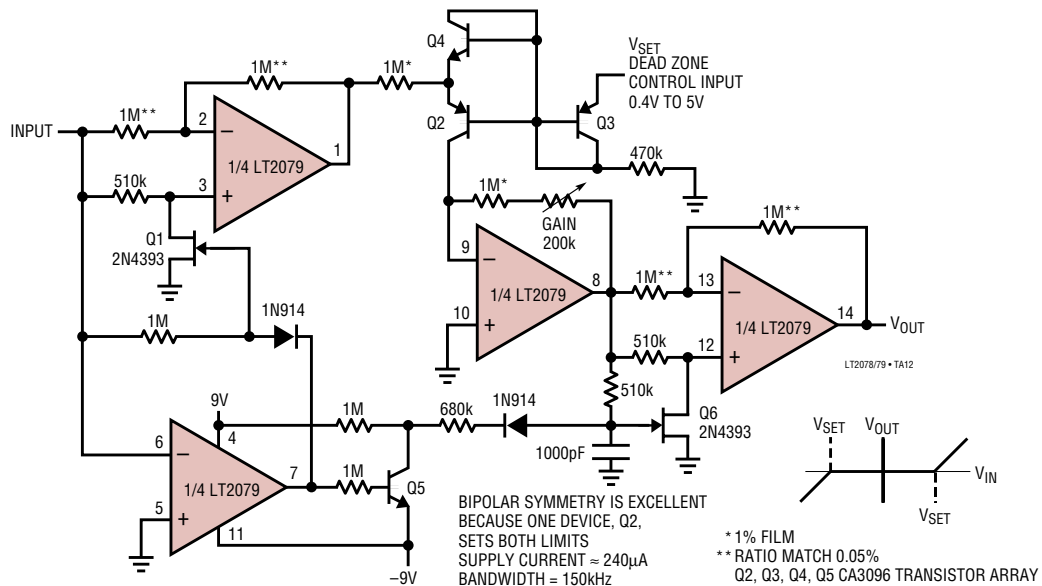 Q4
V_SET
DEAD ZONE
CONTROL INPUT
0.4V TO 5V
1M**
1M*
INPUT
1M**
2
−
1
1/4 LT2079
Q2
Q3
510k
3
+
470k
1M*
GAIN
200k
1M**
Q1
2N4393
9
−
8
1M**
13
−
1/4 LT2079
14
V_OUT
1/4 LT2079
1M
1N914
10
+
510k
12
+
LT2078/79 • TA12
510k
9V
4
1M
680k
1N914
Q6
2N4393
6
−
7
1M
Q5
1000pF
1/4 LT2079
5
+
11
−9V
V_SET
V_OUT
V_IN
V_SET
BIPOLAR SYMMETRY IS EXCELLENT
BECAUSE ONE DEVICE, Q2,
SETS BOTH LIMITS
SUPPLY CURRENT ≈ 240µA
BANDWIDTH = 150kHz
* 1% FILM
** RATIO MATCH 0.05%
Q2, Q3, Q4, Q5 CA3096 TRANSISTOR ARRAY